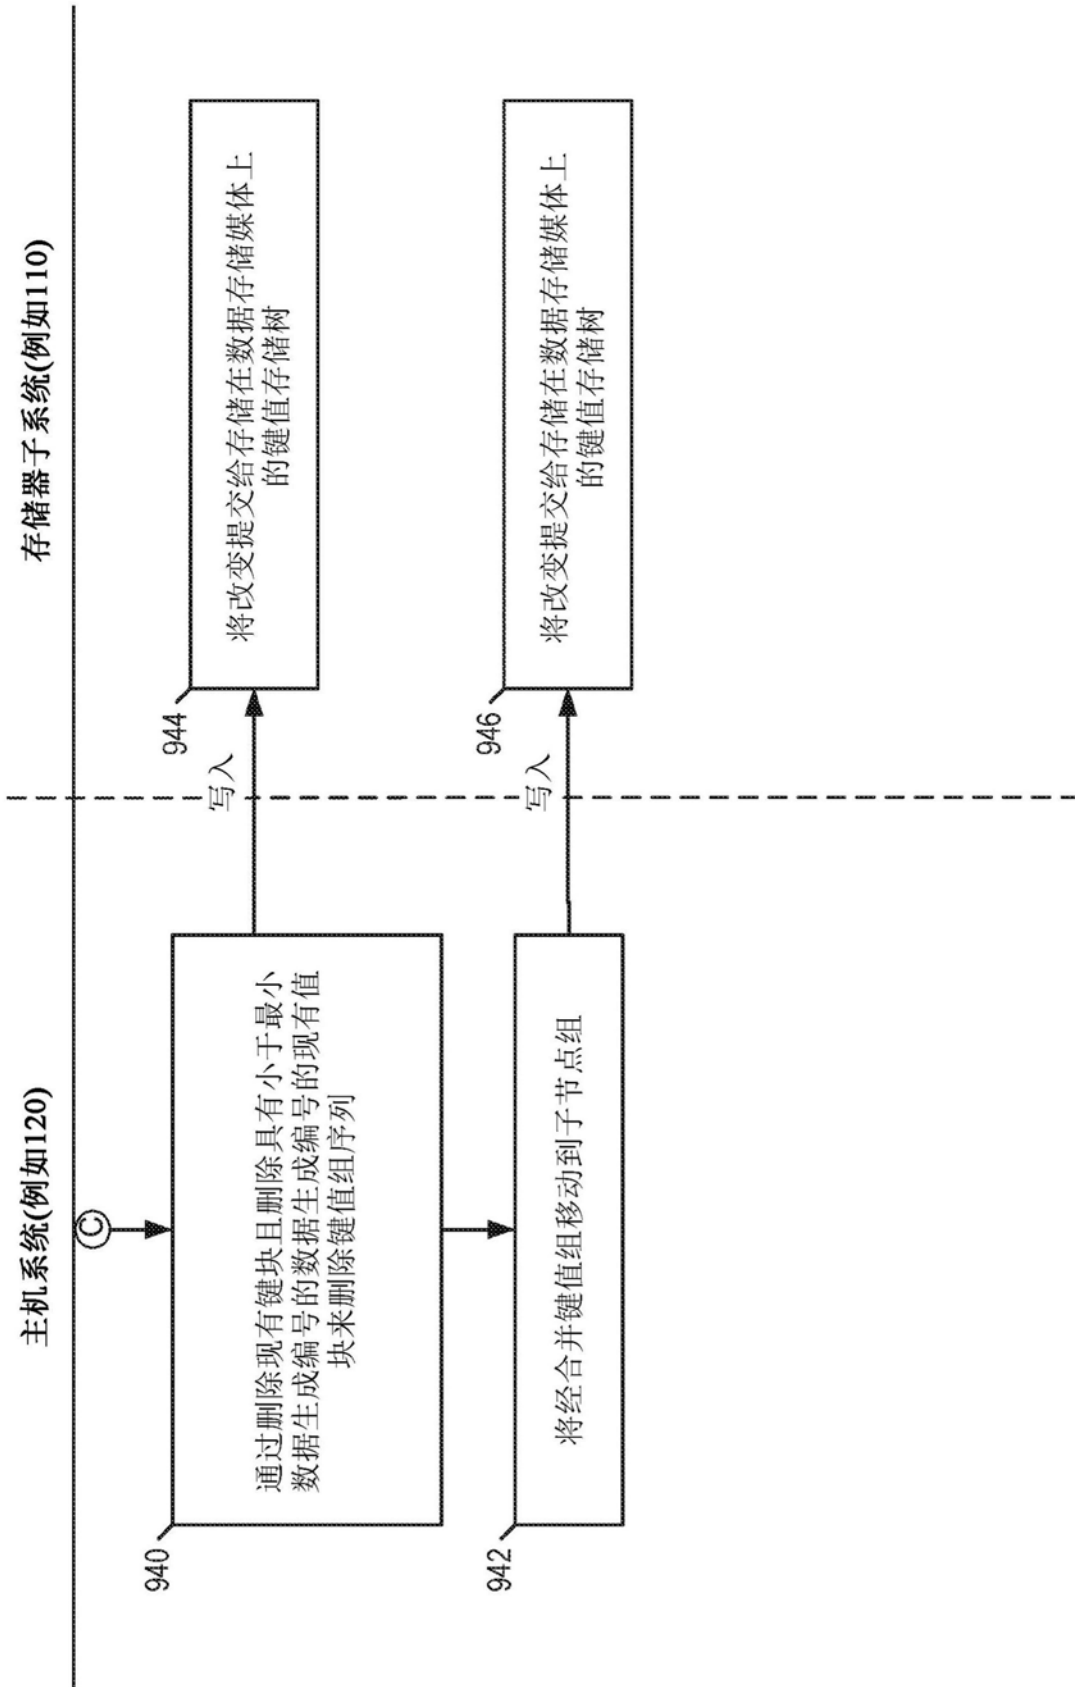 主机系统(例如120)
存储器子系统(例如110)
C
940
通过删除现有键块且删除具有小于最小
数据生成编号的数据生成编号的现有值
块来删除键值组序列
写入
944
将改变提交给存储在数据存储媒体上
的键值存储树
942
将经合并键值组移动到子节点组
写入
946
将改变提交给存储在数据存储媒体上
的键值存储树